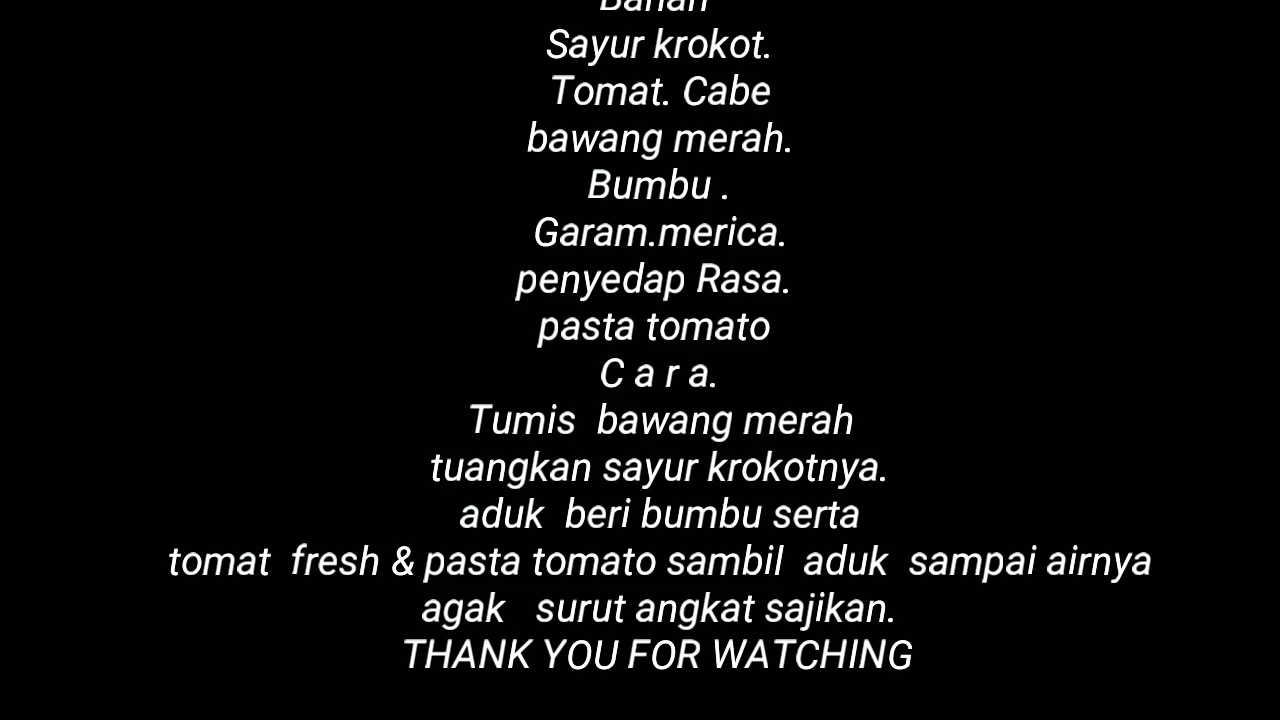 Bahan
Sayur krokot.
Tomat. Cabe
bawang merah.
Bumbu .
Garam.merica.
penyedap Rasa.
pasta tomato
C a r a.
Tumis  bawang merah
tuangkan sayur krokotnya.
aduk  beri bumbu serta
tomat  fresh & pasta tomato sambil  aduk  sampai airnya
agak   surut angkat sajikan.
THANK YOU FOR WATCHING